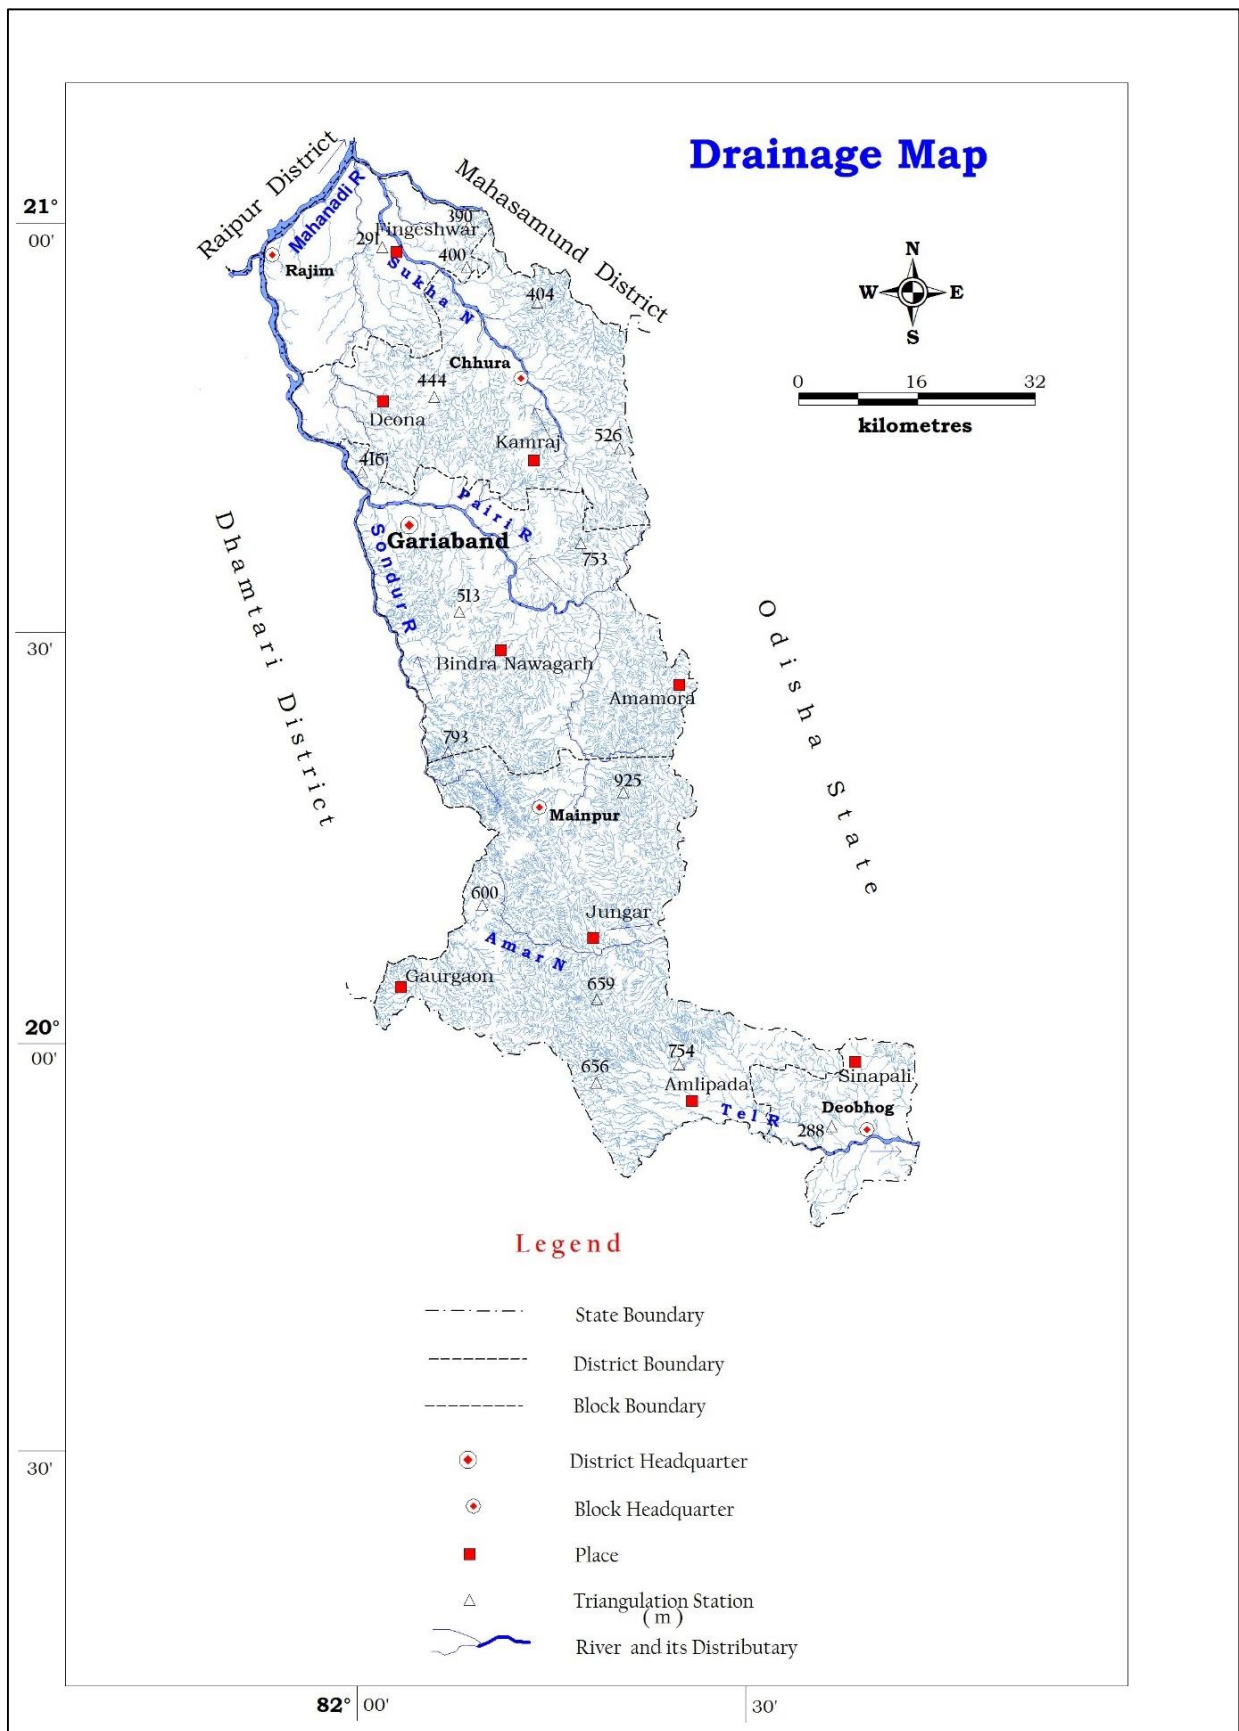 Drainage Map
Raipur District
Mahanadi R
Mahasamund District
21°
00'
390
Fingeshwar
291
400
Rajim
Sukha N
404
N
W
E
S
0 16 32
kilometres
Chhura
444
Deona
Kamraj
526
416
Pairi R
Gariaband
Sondur R
753
Dhamtari District
513
Odisha State
30'
Bindra Nawagarh
Amamora
793
925
Mainpur
600
Jungar
Amar N
Gaurgaon
659
20°
00'
754
656
Sinapali
Amlipada
Deobhog
Tel R
288
Legend
State Boundary
District Boundary
Block Boundary
30'
District Headquarter
Block Headquarter
Place
Triangulation Station
( m )
River and its Distributary
82° 00'
30'